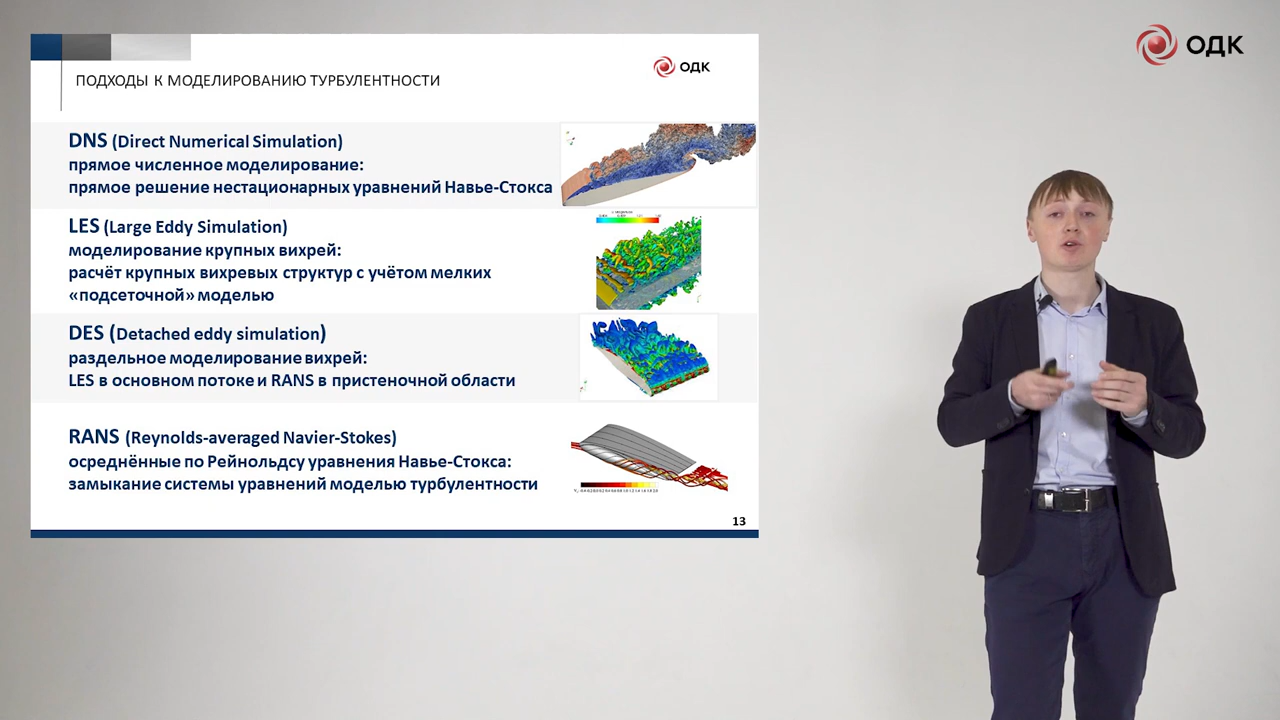 ОДК
ПОДХОДЫ К МОДЕЛИРОВАНИЮ ТУРБУЛЕНТНОСТИ
ОДК
DNS (Direct Numerical Simulation)
прямое численное моделирование:
прямое решение нестационарных уравнений Навье-Стокса
LES (Large Eddy Simulation)
моделирование крупных вихрей:
расчёт крупных вихревых структур с учётом мелких
«подсеточной» моделью
DES (Detached eddy simulation)
раздельное моделирование вихрей:
LES в основном потоке и RANS в пристеночной области
RANS (Reynolds-averaged Navier-Stokes)
осреднённые по Рейнольдсу уравнения Навье-Стокса:
замыкание системы уравнений моделью турбулентности
13